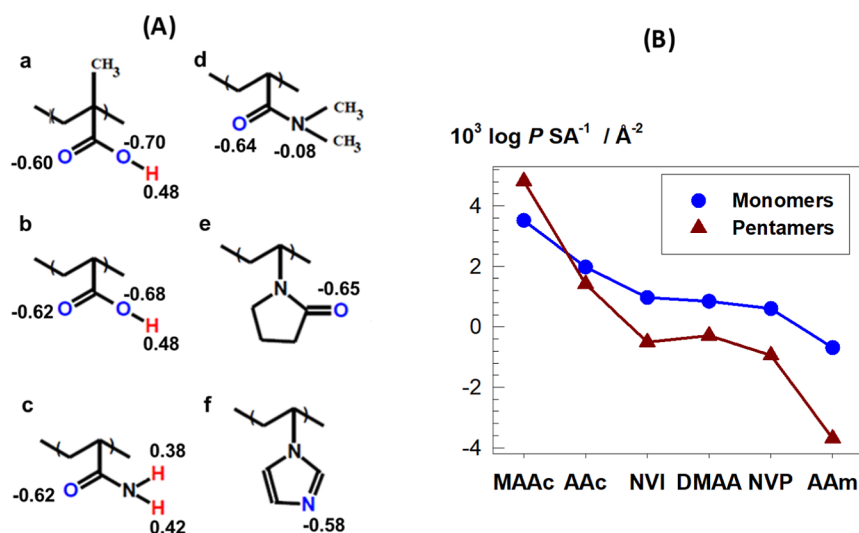 (A)
a
CH3
-0.60
O
-0.70
O
H
0.48
d
O
-0.64
N
-0.08
CH3
CH3
b
-0.62
O
-0.68
O
H
0.48
e
N
-0.65
O
c
-0.62
O
N
0.38
H
H
0.42
f
N
N
-0.58
(B)
10³ log P SA⁻¹ / Å⁻²
Monomers
Pentamers
4
2
0
-2
-4
MAAc AAc NVI DMAA NVP AAm